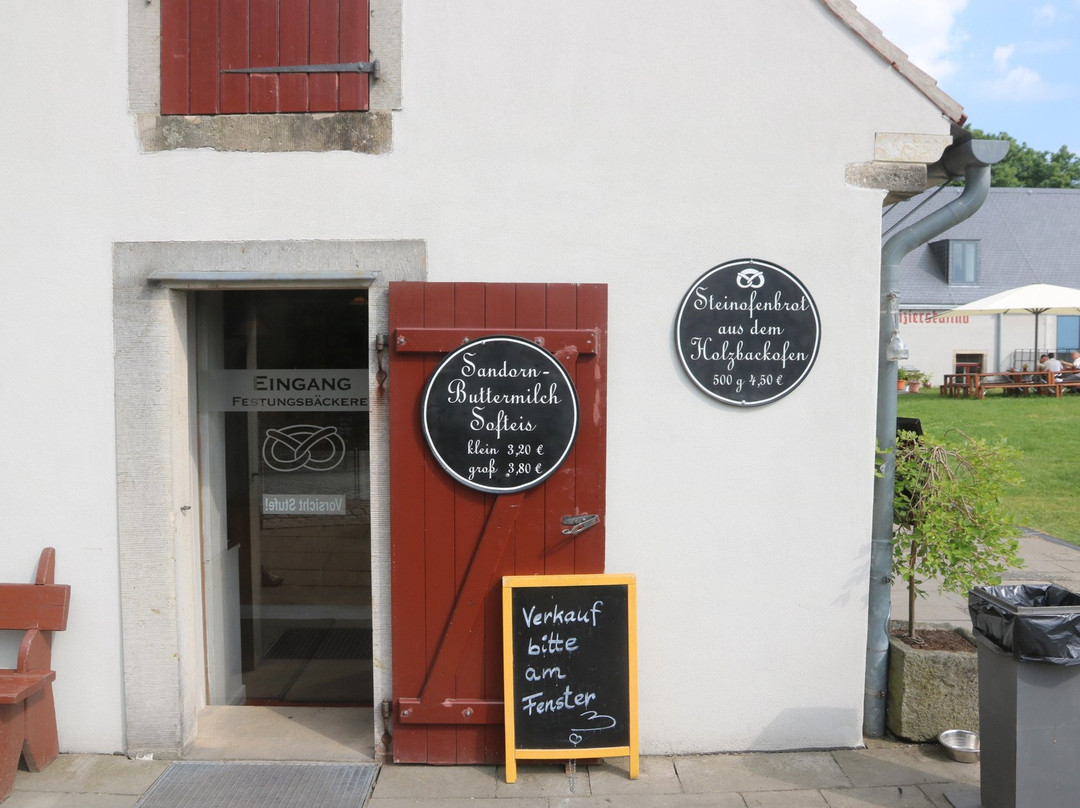 EINGANG
FESTUNGSBÄCKERE
Vorsicht Stufe!
Sandorn-
Buttermilch
Softeis
klein 3,20 €
groß 3,80 €
Steinofenbrot
aus dem
Holzbackofen
500 g 4,50 €
Verkauf
bitte
am
Fenster